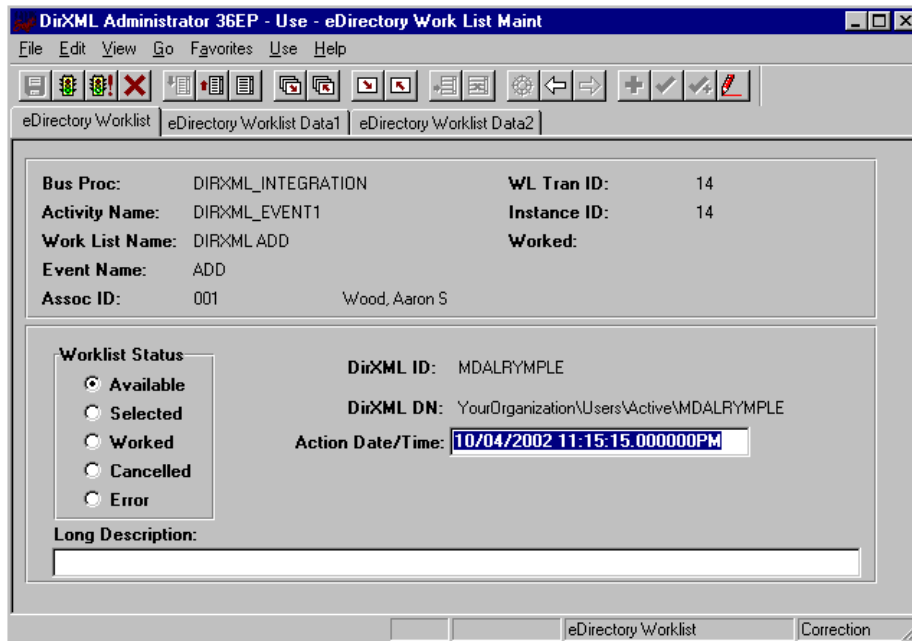 DirXML Administrator 36EP - Use - eDirectory Work List Maint
File Edit View Go Favorites Use Help
eDirectory Worklist eDirectory Worklist Data1 eDirectory Worklist Data2
Bus Proc: DIRXML_INTEGRATION WL Tran ID: 14
Activity Name: DIRXML_EVENT1 Instance ID: 14
Work List Name: DIRXML ADD Worked:
Event Name: ADD
Assoc ID: 001 Wood, Aaron S
Worklist Status
Available
Selected
Worked
Cancelled
Error
DirXML ID: MDALRYMPLE
DirXML DN: YourOrganization\Users\Active\MDALRYMPLE
Action Date/Time: 10/04/2002 11:15:15.000000PM
Long Description:
eDirectory Worklist Correction